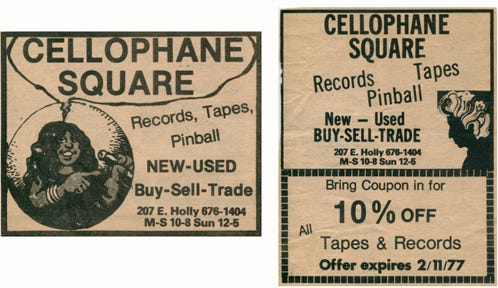 CELLOPHANE
SQUARE
Records, Tapes,
Pinball
NEW-USED
Buy-Sell-Trade
207 E. Holly 676-1404
M-S 10-8 Sun 12-5
CELLOPHANE
SQUARE
Records Tapes
Pinball
New - Used
BUY-SELL-TRADE
207 E. Holly 676-1404
M-S 10-8 Sun 12-5
Bring Coupon in for
10% OFF
All Tapes & Records
Offer expires 2/11/77